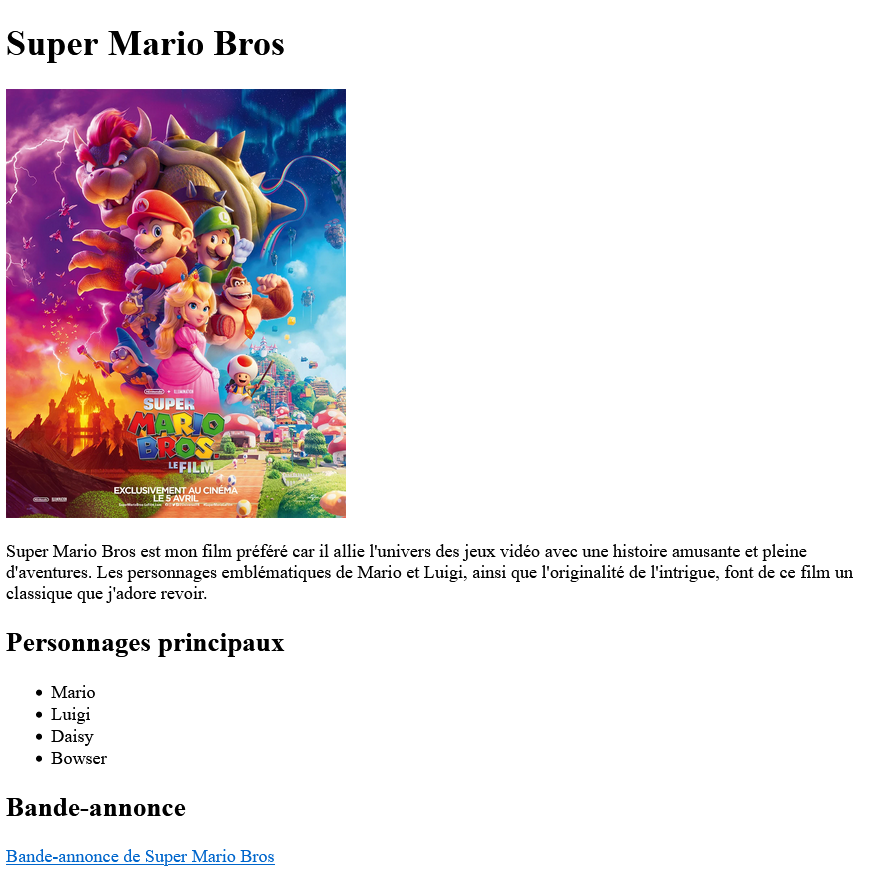 Super Mario Bros
SUPER
MARIO
BROS.
LE FILM
EXCLUSIVEMENT AU CINÉMA
LE 5 AVRIL
Super Mario Bros est mon film préféré car il allie l'univers des jeux vidéo avec une histoire amusante et pleine
d'aventures. Les personnages emblématiques de Mario et Luigi, ainsi que l'originalité de l'intrigue, font de ce film un
classique que j'adore revoir.
Personnages principaux
• Mario
• Luigi
• Daisy
• Bowser
Bande-annonce
Bande-annonce de Super Mario Bros